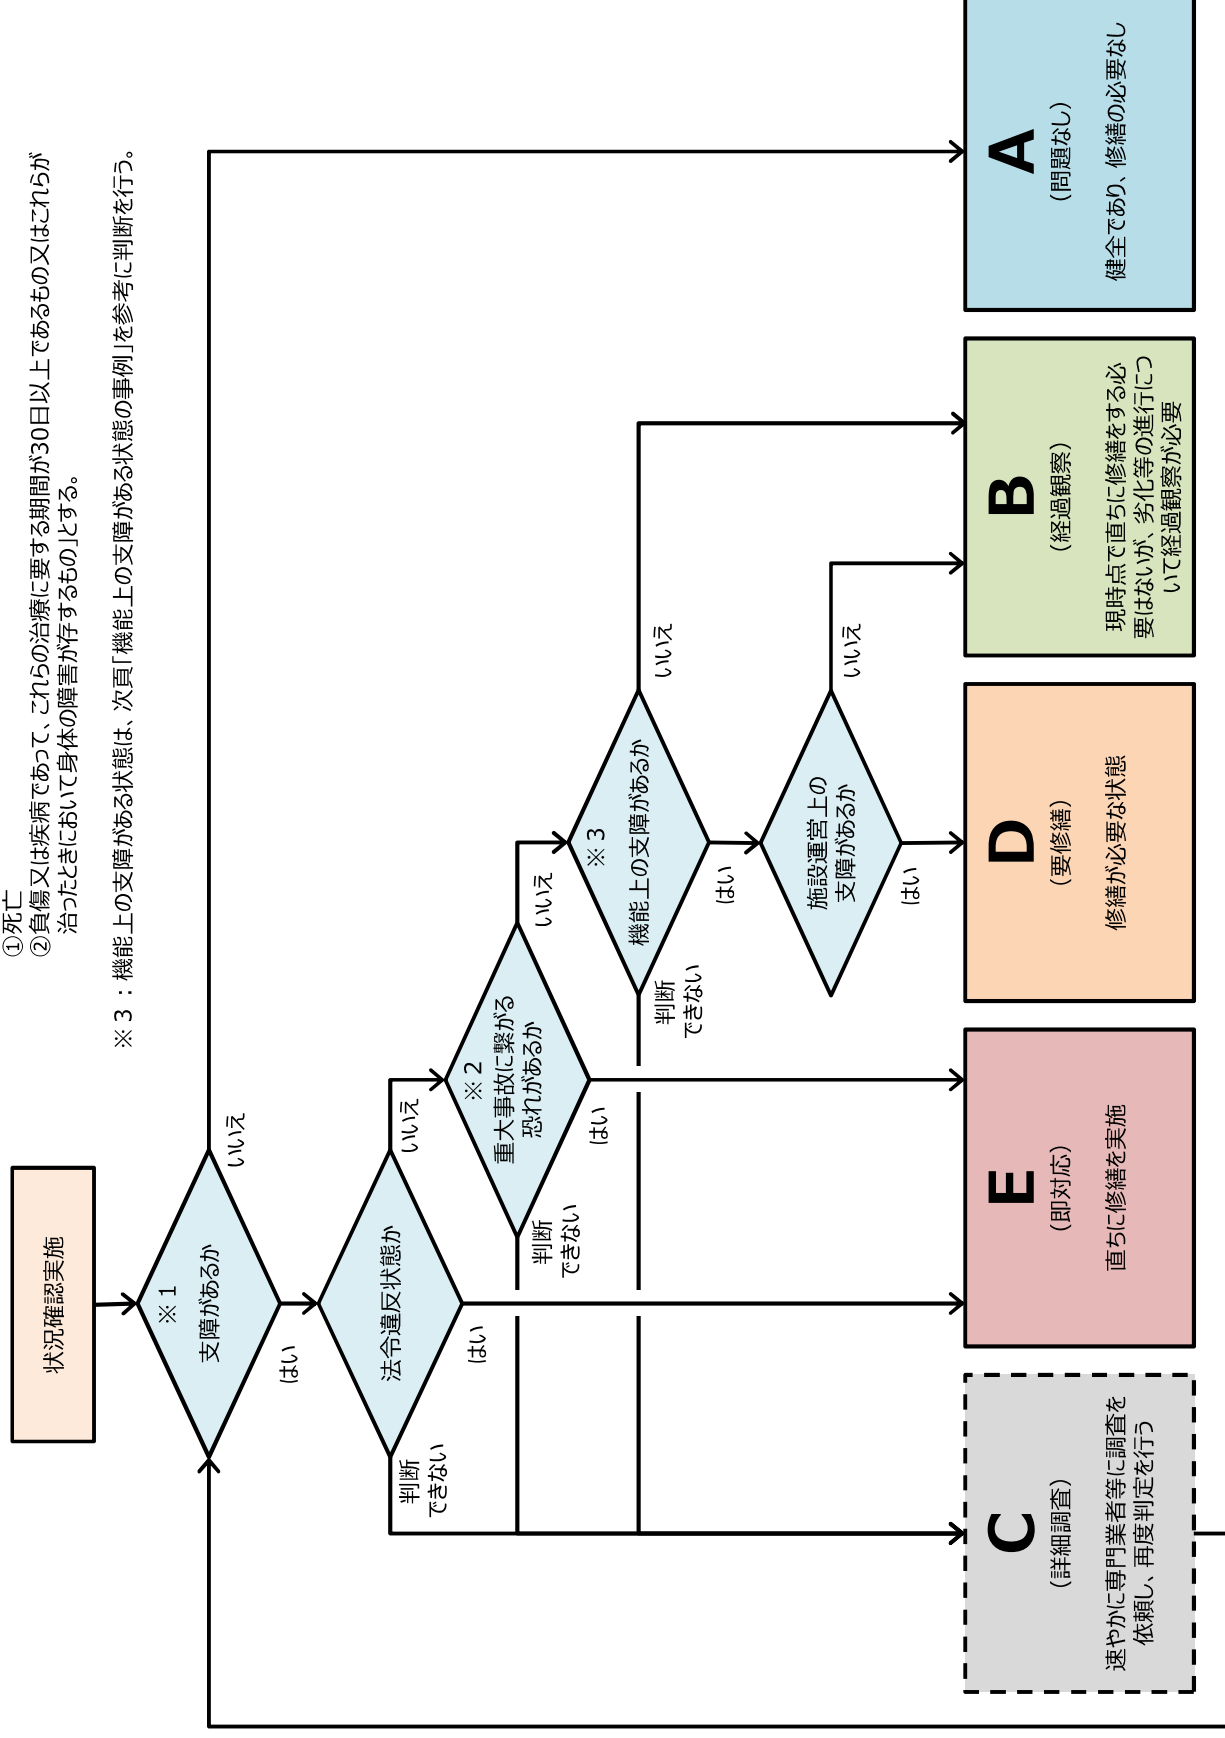 ①死亡
②負傷又は疾病であって、これらの治療に要する期間が30日以上であるもの又はこれらが
治ったときにおいて身体の障害が存するもの」とする。
※３：機能上の支障がある状態は、次頁「機能上の支障がある状態の事例」を参考に判断を行う。
状況確認実施
※１
支障があるか
いいえ
はい
法令違反状態か
判断
できない
いいえ
はい
※２
重大事故に繋がる
恐れがあるか
判断
できない
いいえ
はい
※３
機能上の支障があるか
判断
できない
いいえ
はい
施設運営上の
支障があるか
いいえ
はい
C
（詳細調査）
速やかに専門業者等に調査を
依頼し、再度判定を行う
E
（即対応）
直ちに修繕を実施
D
（要修繕）
修繕が必要な状態
B
（経過観察）
現時点で直ちに修繕をする必
要はないが、劣化等の進行につ
いて経過観察が必要
A
（問題なし）
健全であり、修繕の必要なし